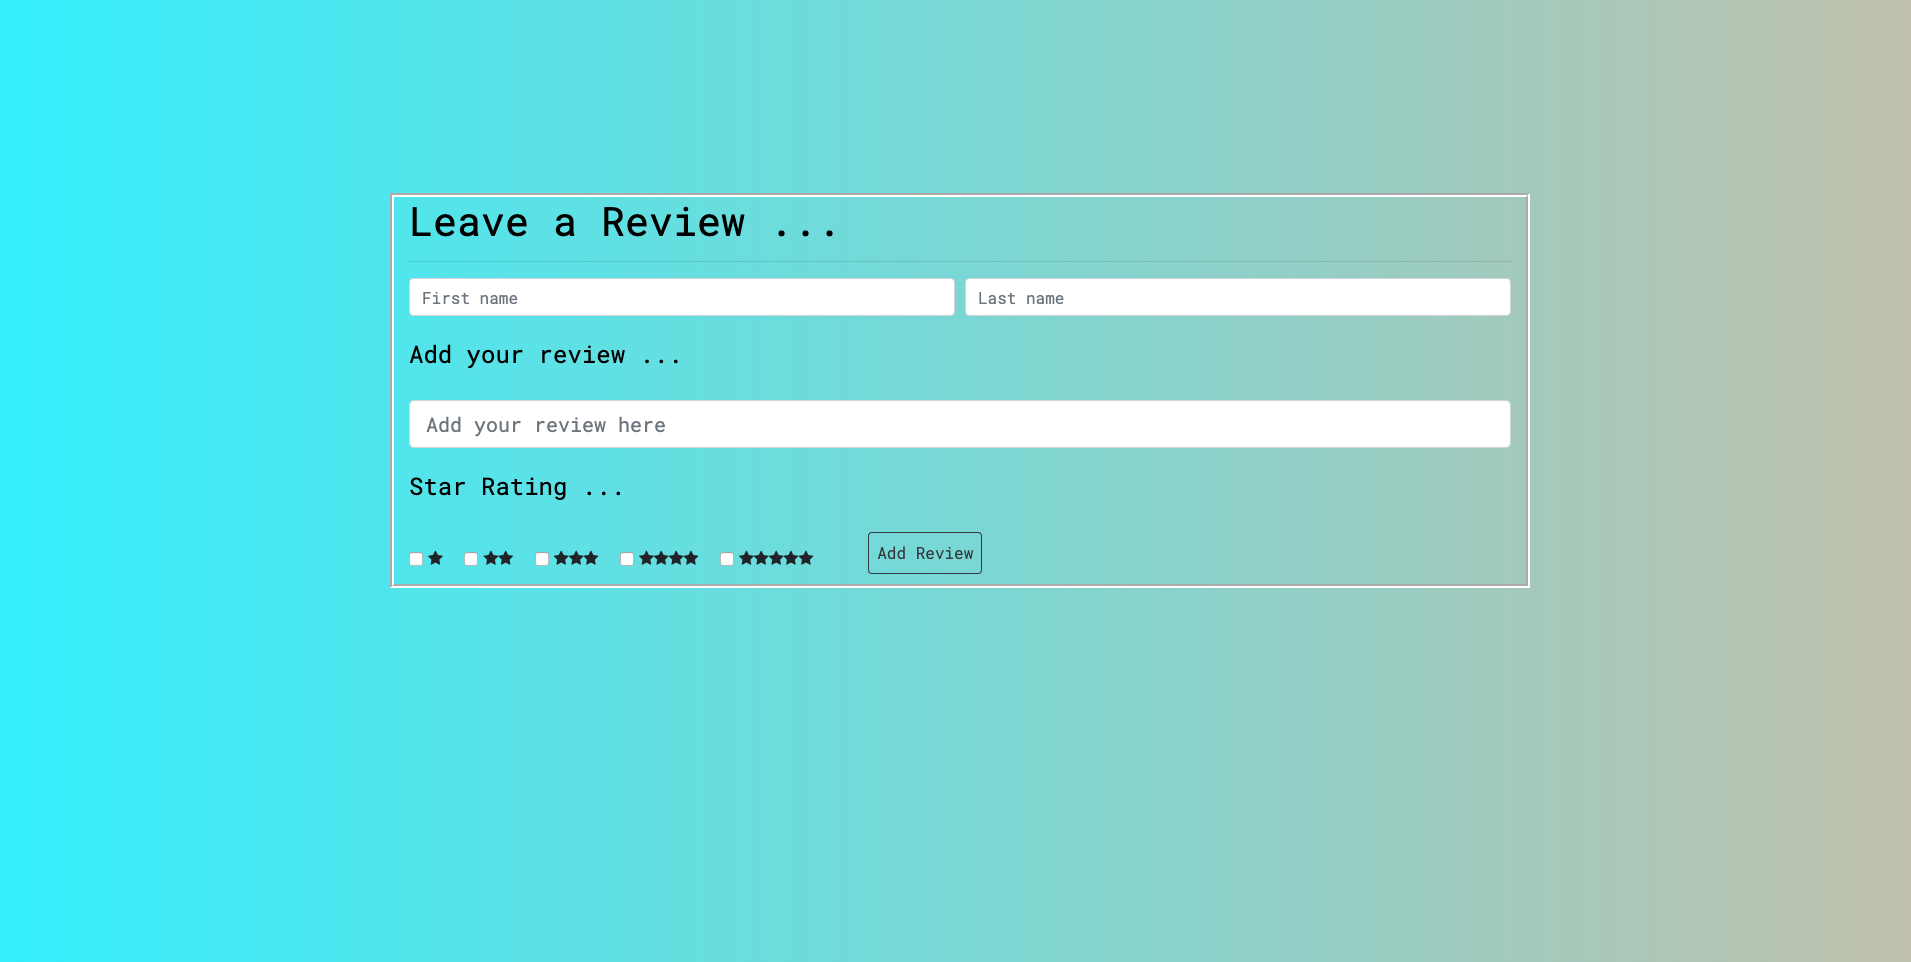 Leave a Review ...
First name Last name
Add your review ...
Add your review here
Star Rating ...
Add Review